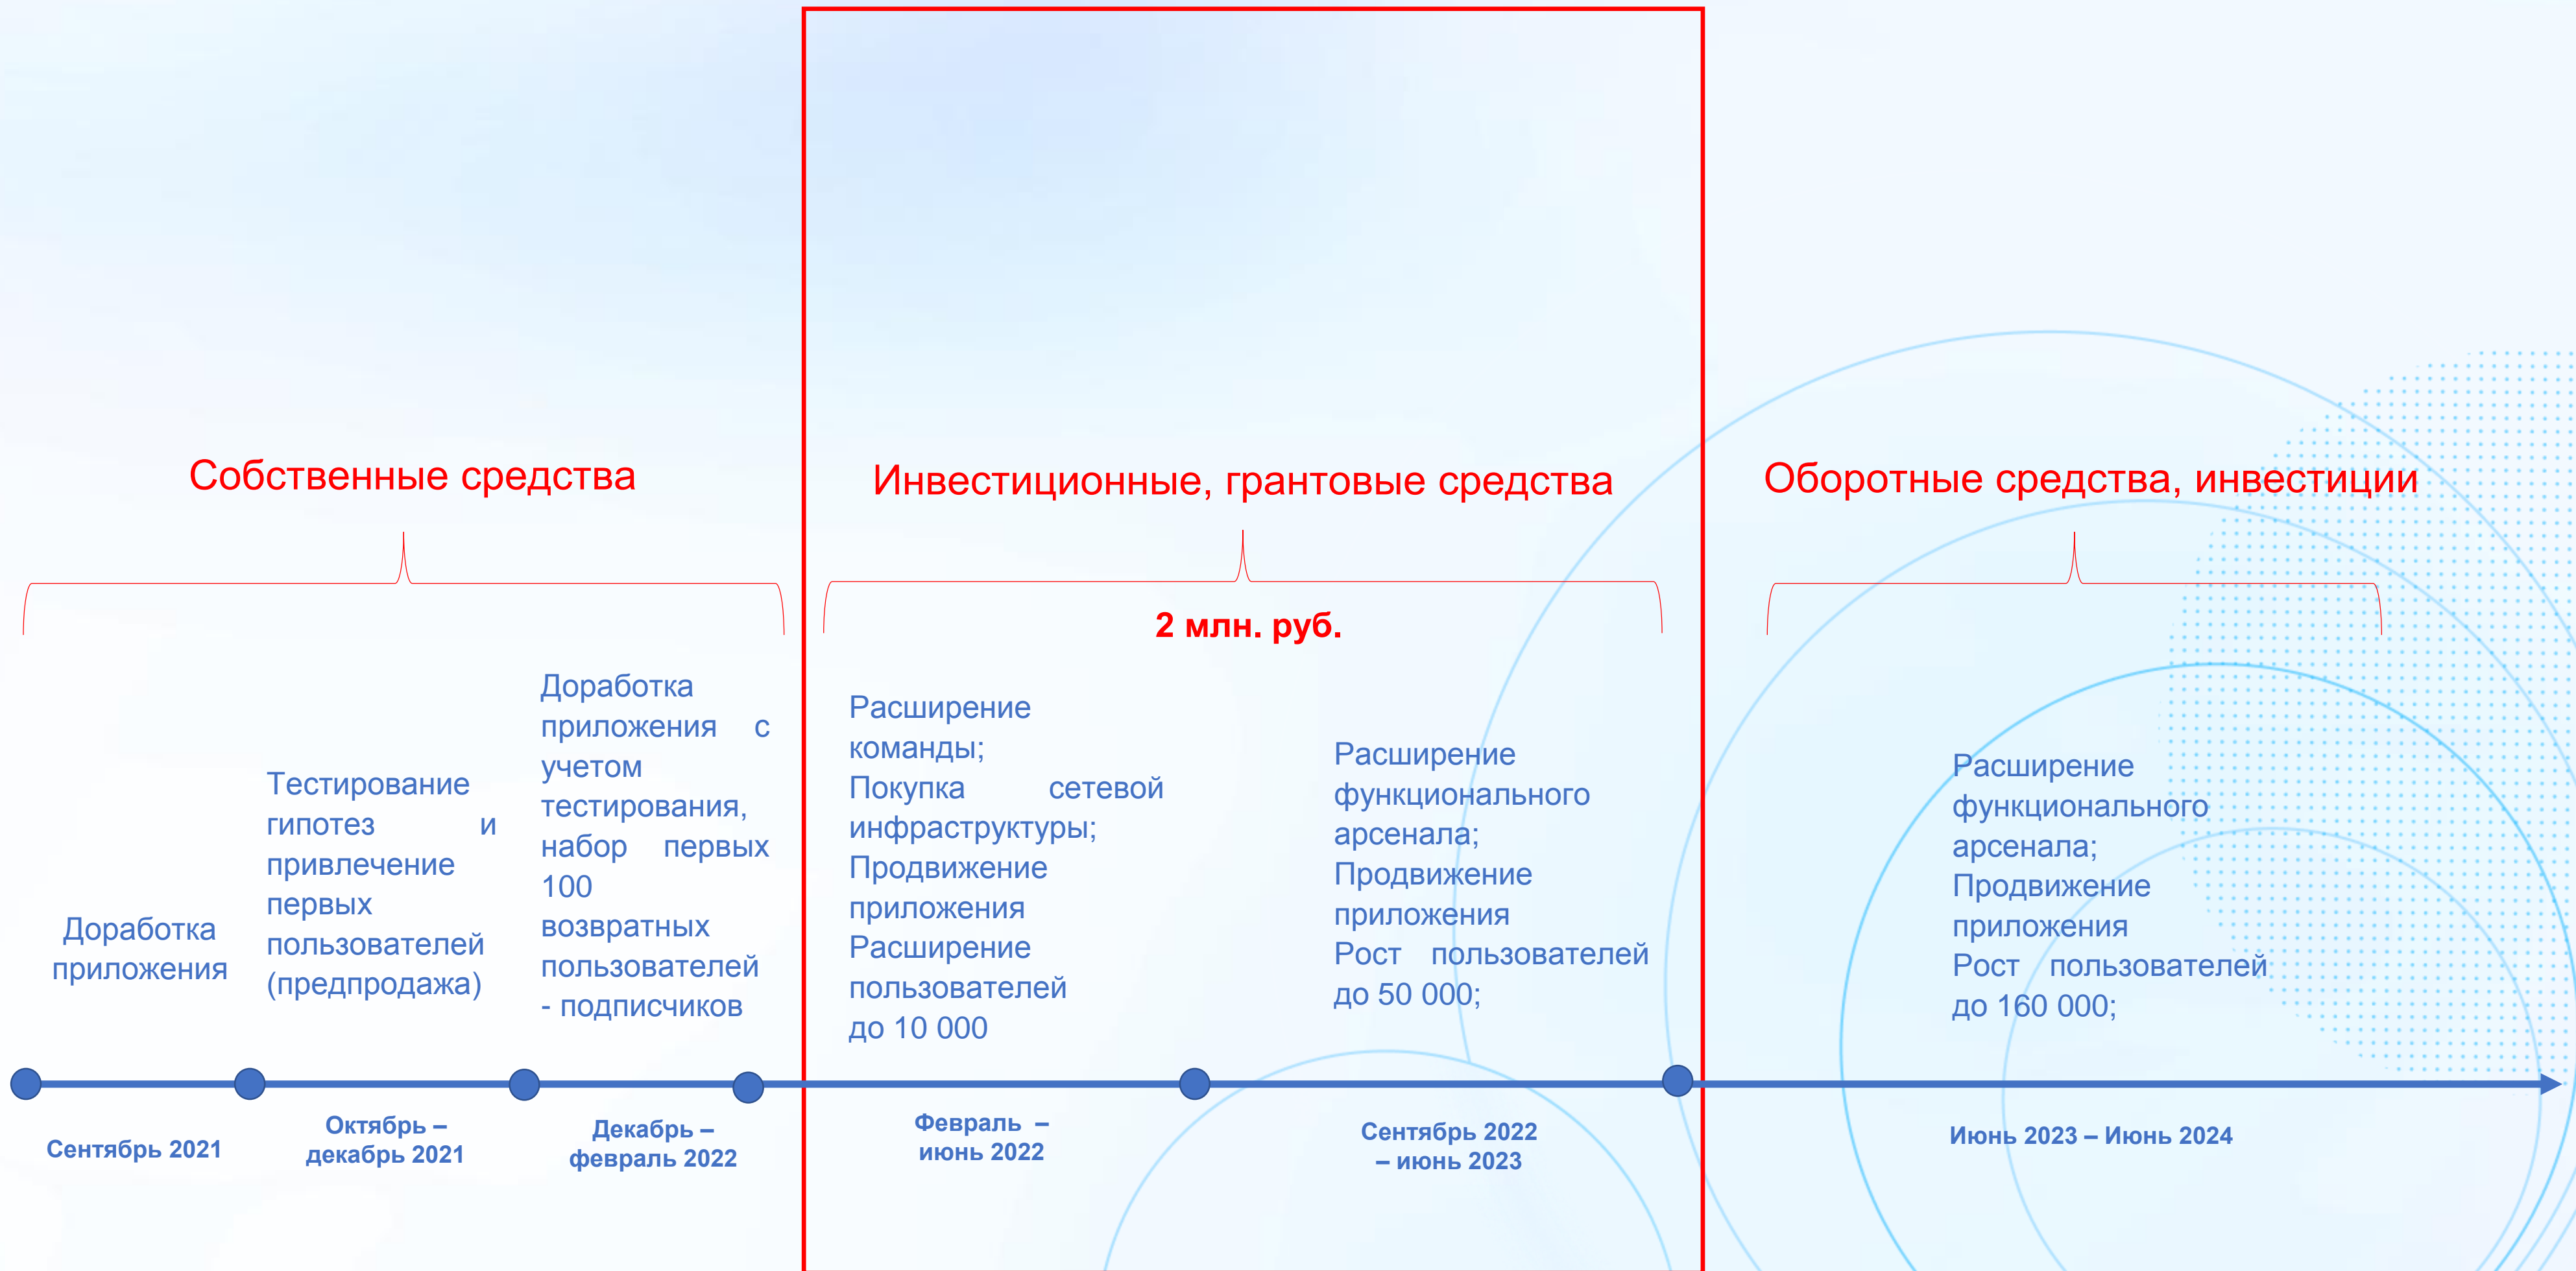 Собственные средства
Инвестиционные, грантовые средства
Оборотные средства, инвестиции
2 млн. руб.
Доработка
приложения
Тестирование
гипотез и
привлечение
первых
пользователей
(предпродажа)
Доработка
приложения с
учетом
тестирования,
набор первых
100
возвратных
пользователей
- подписчиков
Расширение
команды;
Покупка сетевой
инфраструктуры;
Продвижение
приложения
Расширение
пользователей
до 10 000
Расширение
функционального
арсенала;
Продвижение
приложения
Рост пользователей
до 50 000;
Расширение
функционального
арсенала;
Продвижение
приложения
Рост пользователей
до 160 000;
Сентябрь 2021
Октябрь –
декабрь 2021
Декабрь –
февраль 2022
Февраль –
июнь 2022
Сентябрь 2022
– июнь 2023
Июнь 2023 – Июнь 2024